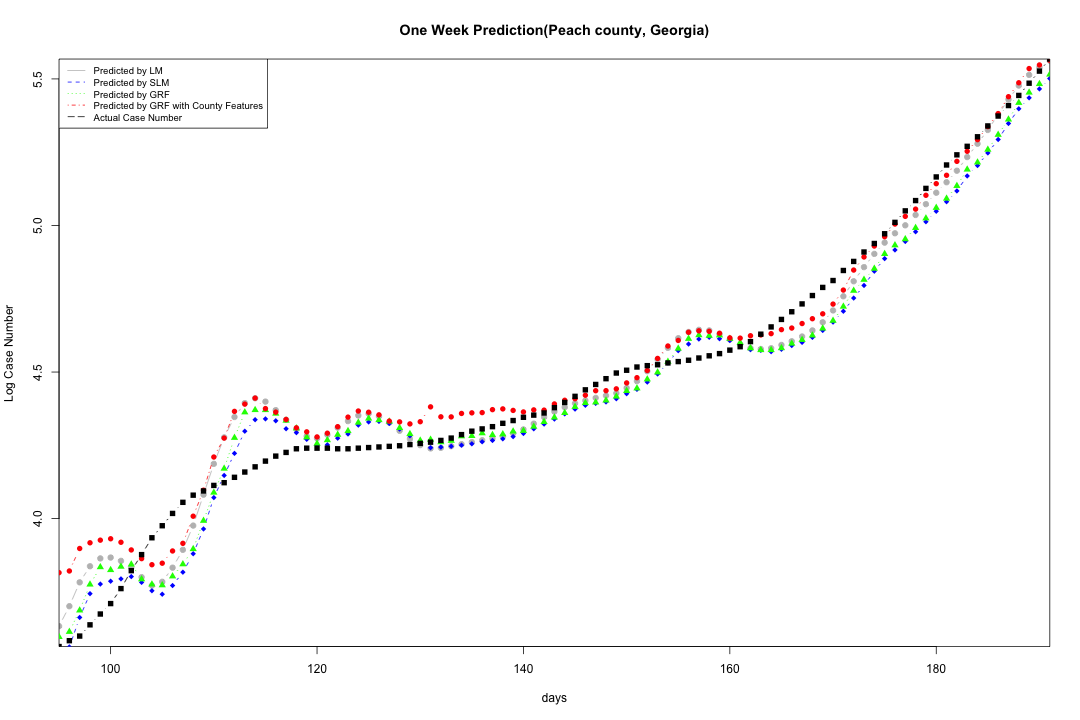 One Week Prediction(Peach county, Georgia)
Predicted by LM
Predicted by SLM
Predicted by GRF
Predicted by GRF with County Features
Actual Case Number
5.5
5.0
4.5
4.0
Log Case Number
100 120 140 160 180
days